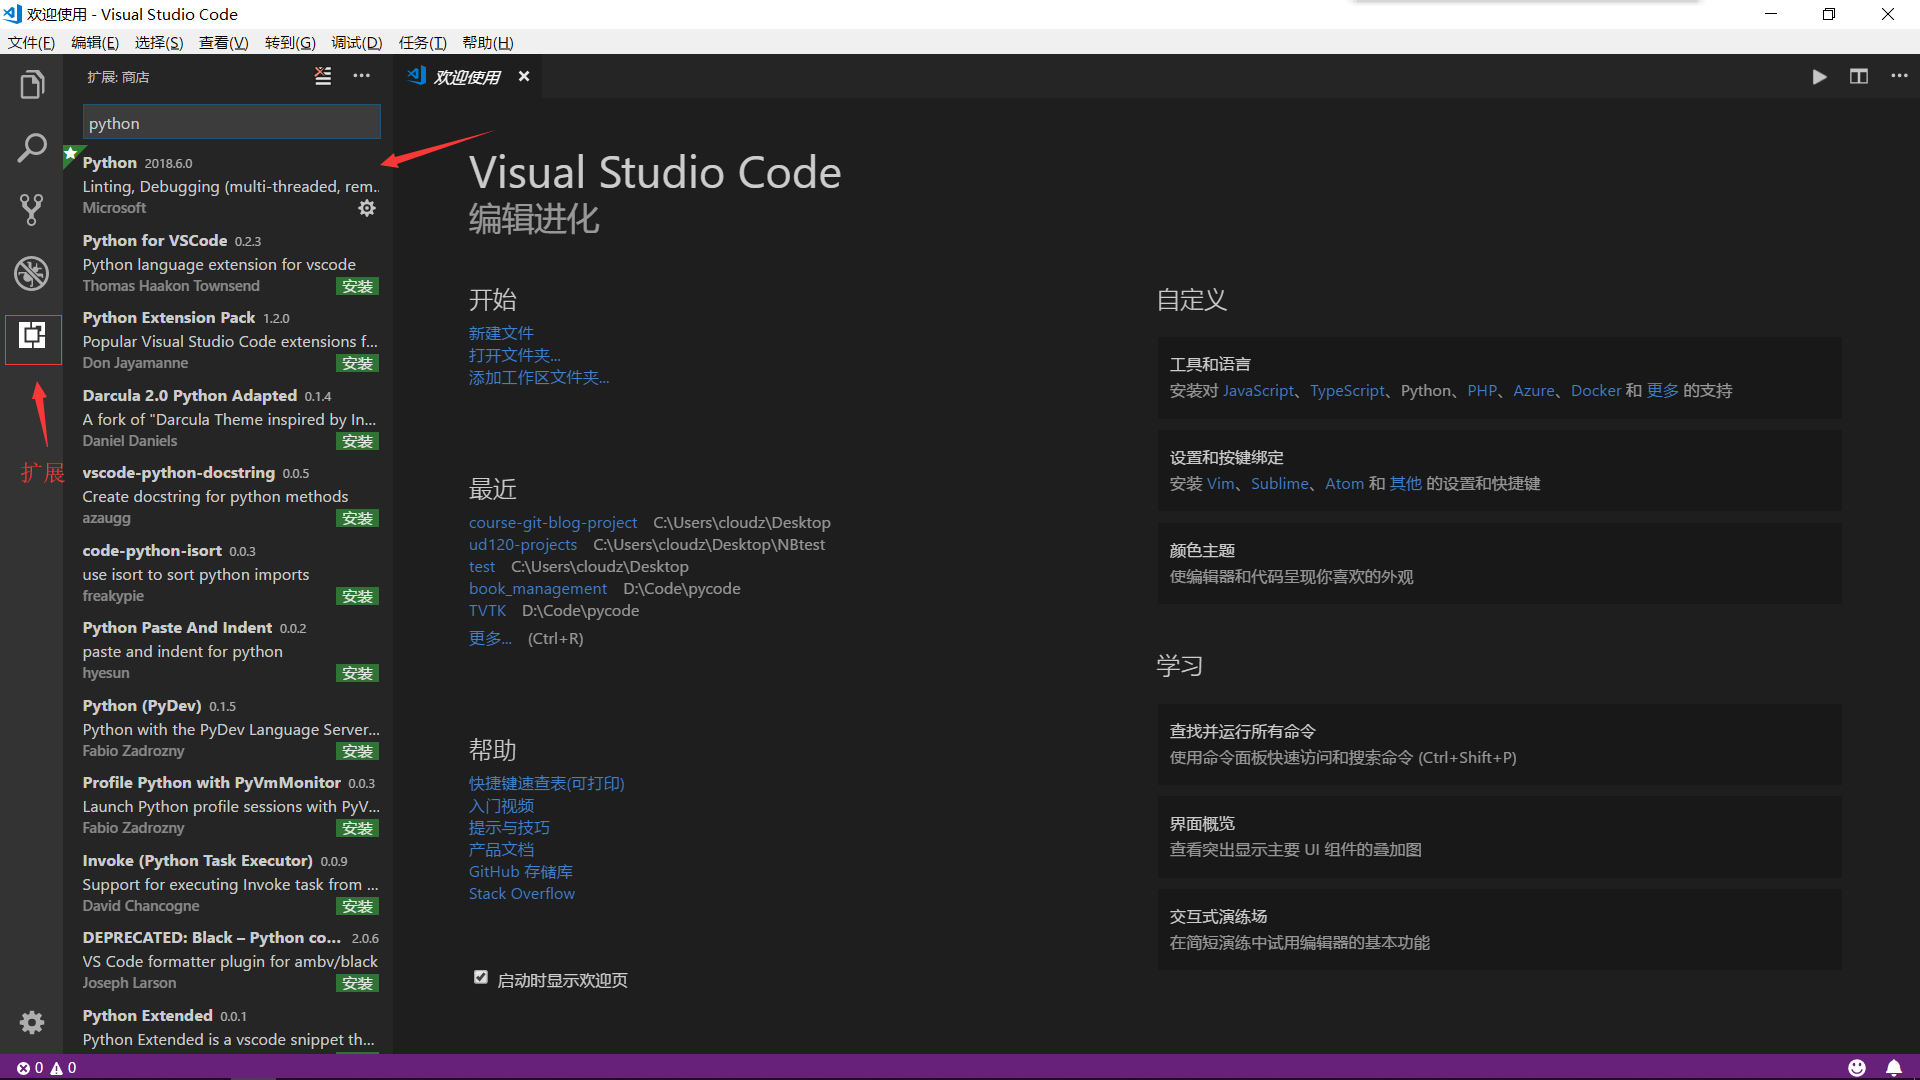 欢迎使用 - Visual Studio Code
文件(F) 编辑(E) 选择(S) 查看(V) 转到(G) 调试(D) 任务(T) 帮助(H)
扩展: 商店
python
Python 2018.6.0
Linting, Debugging (multi-threaded, rem..
Microsoft
Python for VSCode 0.2.3
Python language extension for vscode
Thomas Haakon Townsend 安装
Python Extension Pack 1.2.0
Popular Visual Studio Code extensions f...
Don Jayamanne 安装
Darcula 2.0 Python Adapted 0.1.4
A fork of "Darcula Theme inspired by In...
Daniel Daniels 安装
vscode-python-docstring 0.0.5
Create docstring for python methods
azaugg 安装
code-python-isort 0.0.3
use isort to sort python imports
freakypie 安装
Python Paste And Indent 0.0.2
paste and indent for python
hyesun 安装
Python (PyDev) 0.1.5
Python with the PyDev Language Server...
Fabio Zadrozny 安装
Profile Python with PyVmMonitor 0.0.3
Launch Python profile sessions with PyV...
Fabio Zadrozny 安装
Invoke (Python Task Executor) 0.0.9
Support for executing Invoke task from ...
David Chancogne 安装
DEPRECATED: Black – Python co... 2.0.6
VS Code formatter plugin for ambv/black
Joseph Larson 安装
Python Extended 0.0.1
Python Extended is a vscode snippet th...
扩展
欢迎使用
Visual Studio Code
编辑进化
开始
新建文件
打开文件夹...
添加工作区文件夹...
最近
course-git-blog-project C:\Users\cloudz\Desktop
ud120-projects C:\Users\cloudz\Desktop\NBtest
test C:\Users\cloudz\Desktop
book_management D:\Code\pycode
TVTK D:\Code\pycode
更多... (Ctrl+R)
帮助
快捷键速查表(可打印)
入门视频
提示与技巧
产品文档
GitHub 存储库
Stack Overflow
启动时显示欢迎页
自定义
工具和语言
安装对 JavaScript、TypeScript、Python、PHP、Azure、Docker 和 更多 的支持
设置和按键绑定
安装 Vim、Sublime、Atom 和 其他 的设置和快捷键
颜色主题
使编辑器和代码呈现你喜欢的外观
学习
查找并运行所有命令
使用命令面板快速访问和搜索命令 (Ctrl+Shift+P)
界面概览
查看突出显示主要 UI 组件的叠加图
交互式演练场
在简短演练中试用编辑器的基本功能
0 0